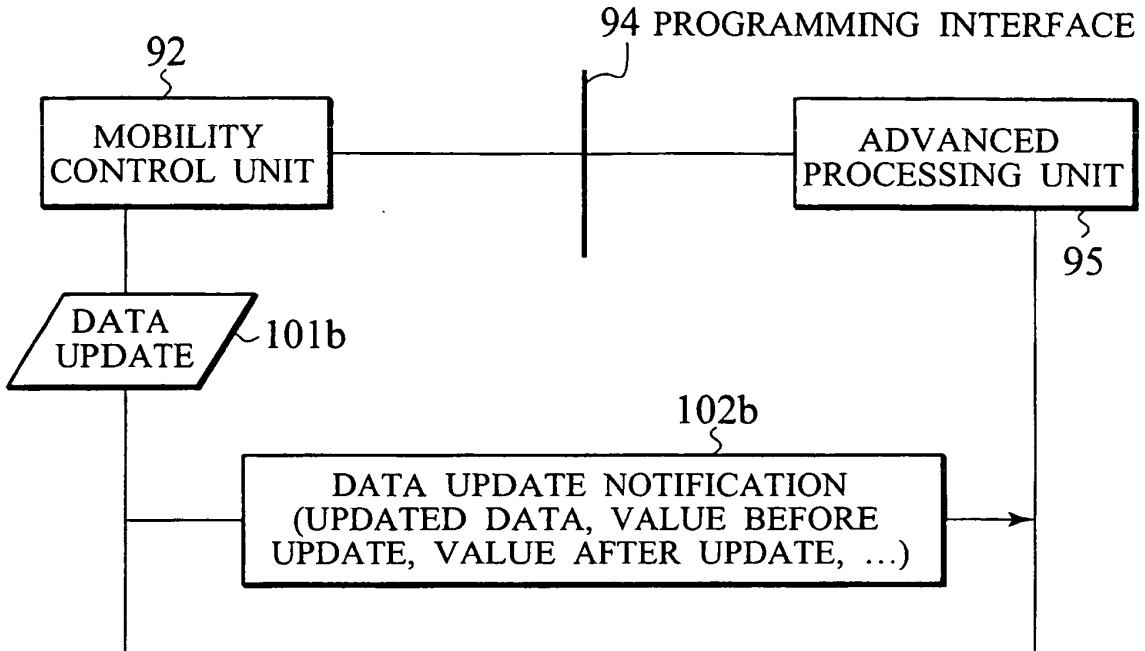 94 PROGRAMMING INTERFACE
92
MOBILITY
CONTROL UNIT
ADVANCED
PROCESSING UNIT
95
DATA
UPDATE
101b
102b
DATA UPDATE NOTIFICATION
(UPDATED DATA, VALUE BEFORE
UPDATE, VALUE AFTER UPDATE, ...)